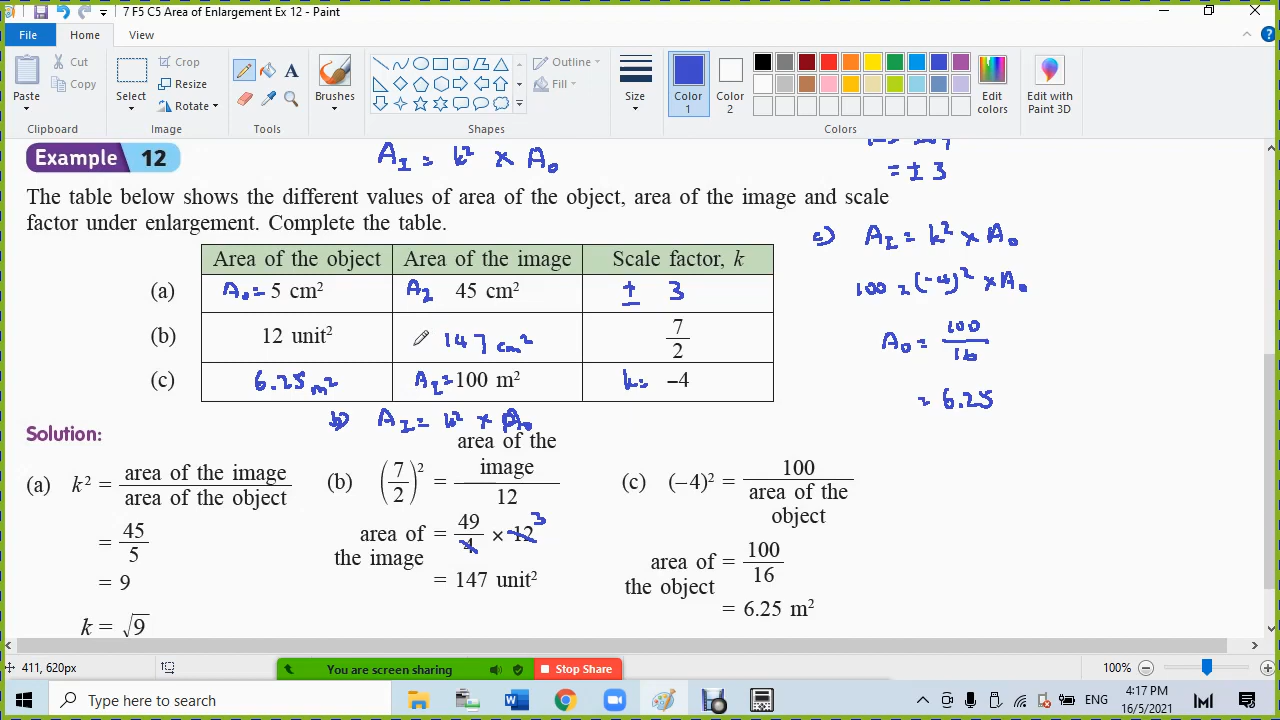 7 F5 C5 Area of Enlargement Ex 12 - Paint
File Home View
Paste Cut Copy Clipboard
Select Crop Resize Rotate Image
Tools
Brushes
Outline Fill Shapes
Size
Color 1 Color 2 Edit colors Colors
Edit with Paint 3D
Example 12
A_I = k² × A_o
= ± 3
The table below shows the different values of area of the object, area of the image and scale
factor under enlargement. Complete the table.
Area of the object Area of the image Scale factor, k
(a) A_o = 5 cm² A_I 45 cm² ± 3
(b) 12 unit² 147 cm² 7/2
(c) 6.25 m² A_I = 100 m² k = −4
c) A_I = k² × A_o
100 = (-4)² × A_o
A_o = 100/16
= 6.25
b) A_I = k² × A_o
Solution:
(a) k² = area of the image / area of the object
= 45/5
= 9
k = √9
(b) (7/2)² = area of the image / 12
area of the image = 49/4 × 12 3
= 147 unit²
(c) (−4)² = 100 / area of the object
area of the object = 100/16
= 6.25 m²
411, 620px
100%
You are screen sharing Stop Share
Type here to search
ENG
4:17 PM
16/5/2021